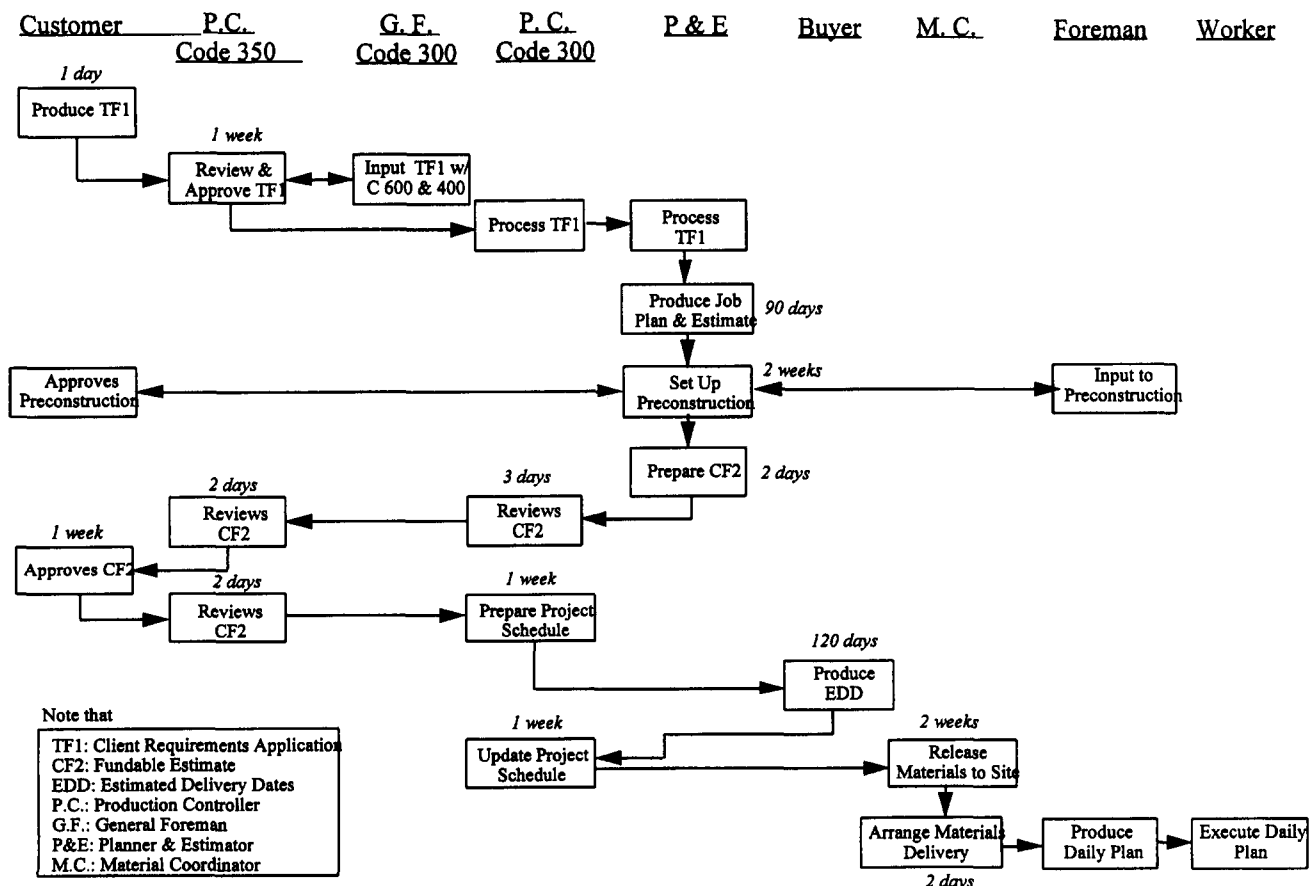 Customer
P.C.
Code 350
G. F.
Code 300
P. C.
Code 300
P & E
Buyer
M. C.
Foreman
Worker
1 day
Produce TF1
1 week
Review &
Approve TF1
Input TF1 w/
C 600 & 400
Process TF1
Process
TF1
Produce Job
Plan & Estimate
90 days
Approves
Preconstruction
Set Up
Preconstruction
2 weeks
Input to
Preconstruction
Prepare CF2
2 days
2 days
Reviews
CF2
3 days
Reviews
CF2
1 week
Approves CF2
2 days
Reviews
CF2
1 week
Prepare Project
Schedule
120 days
Produce
EDD
1 week
Update Project
Schedule
2 weeks
Release
Materials to Site
Arrange Materials
Delivery
2 days
Produce
Daily Plan
Execute Daily
Plan
Note that
TF1: Client Requirements Application
CF2: Fundable Estimate
EDD: Estimated Delivery Dates
P.C.: Production Controller
G.F.: General Foreman
P&E: Planner & Estimator
M.C.: Material Coordinator